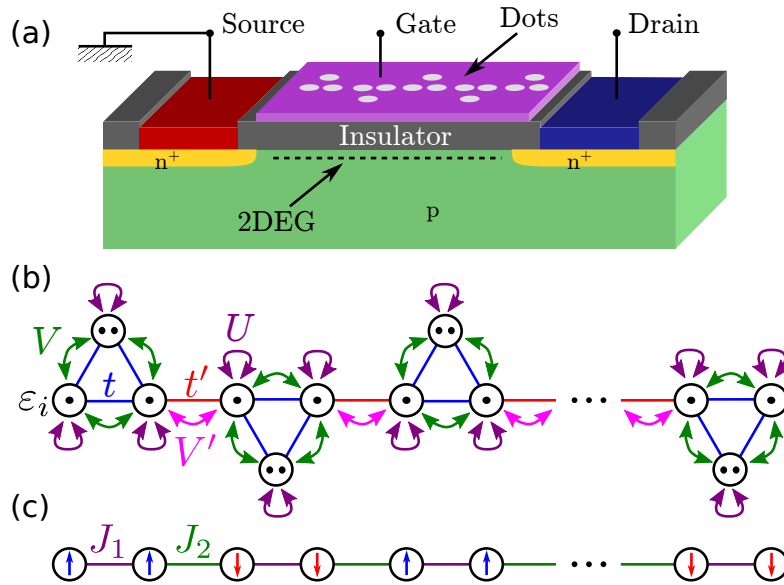 (a)
Source
Gate
Dots
Drain
Insulator
n+
n+
2DEG
p
(b)
V
U
εi
t
t′
V′
...
(c)
J1
J2
...